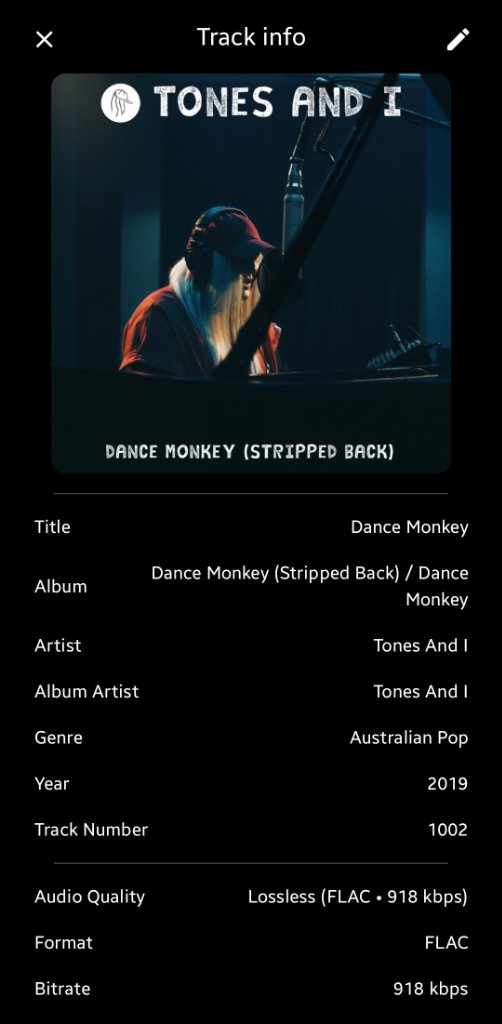 Track info
TONES AND I
DANCE MONKEY (STRIPPED BACK)
Title Dance Monkey
Album Dance Monkey (Stripped Back) / Dance
Monkey
Artist Tones And I
Album Artist Tones And I
Genre Australian Pop
Year 2019
Track Number 1002
Audio Quality Lossless (FLAC • 918 kbps)
Format FLAC
Bitrate 918 kbps